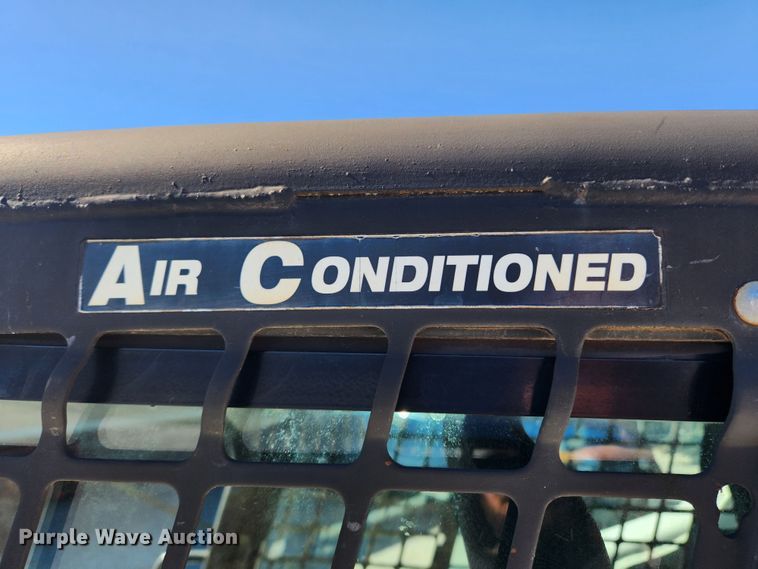 AIR CONDITIONED
Purple Wave Auction